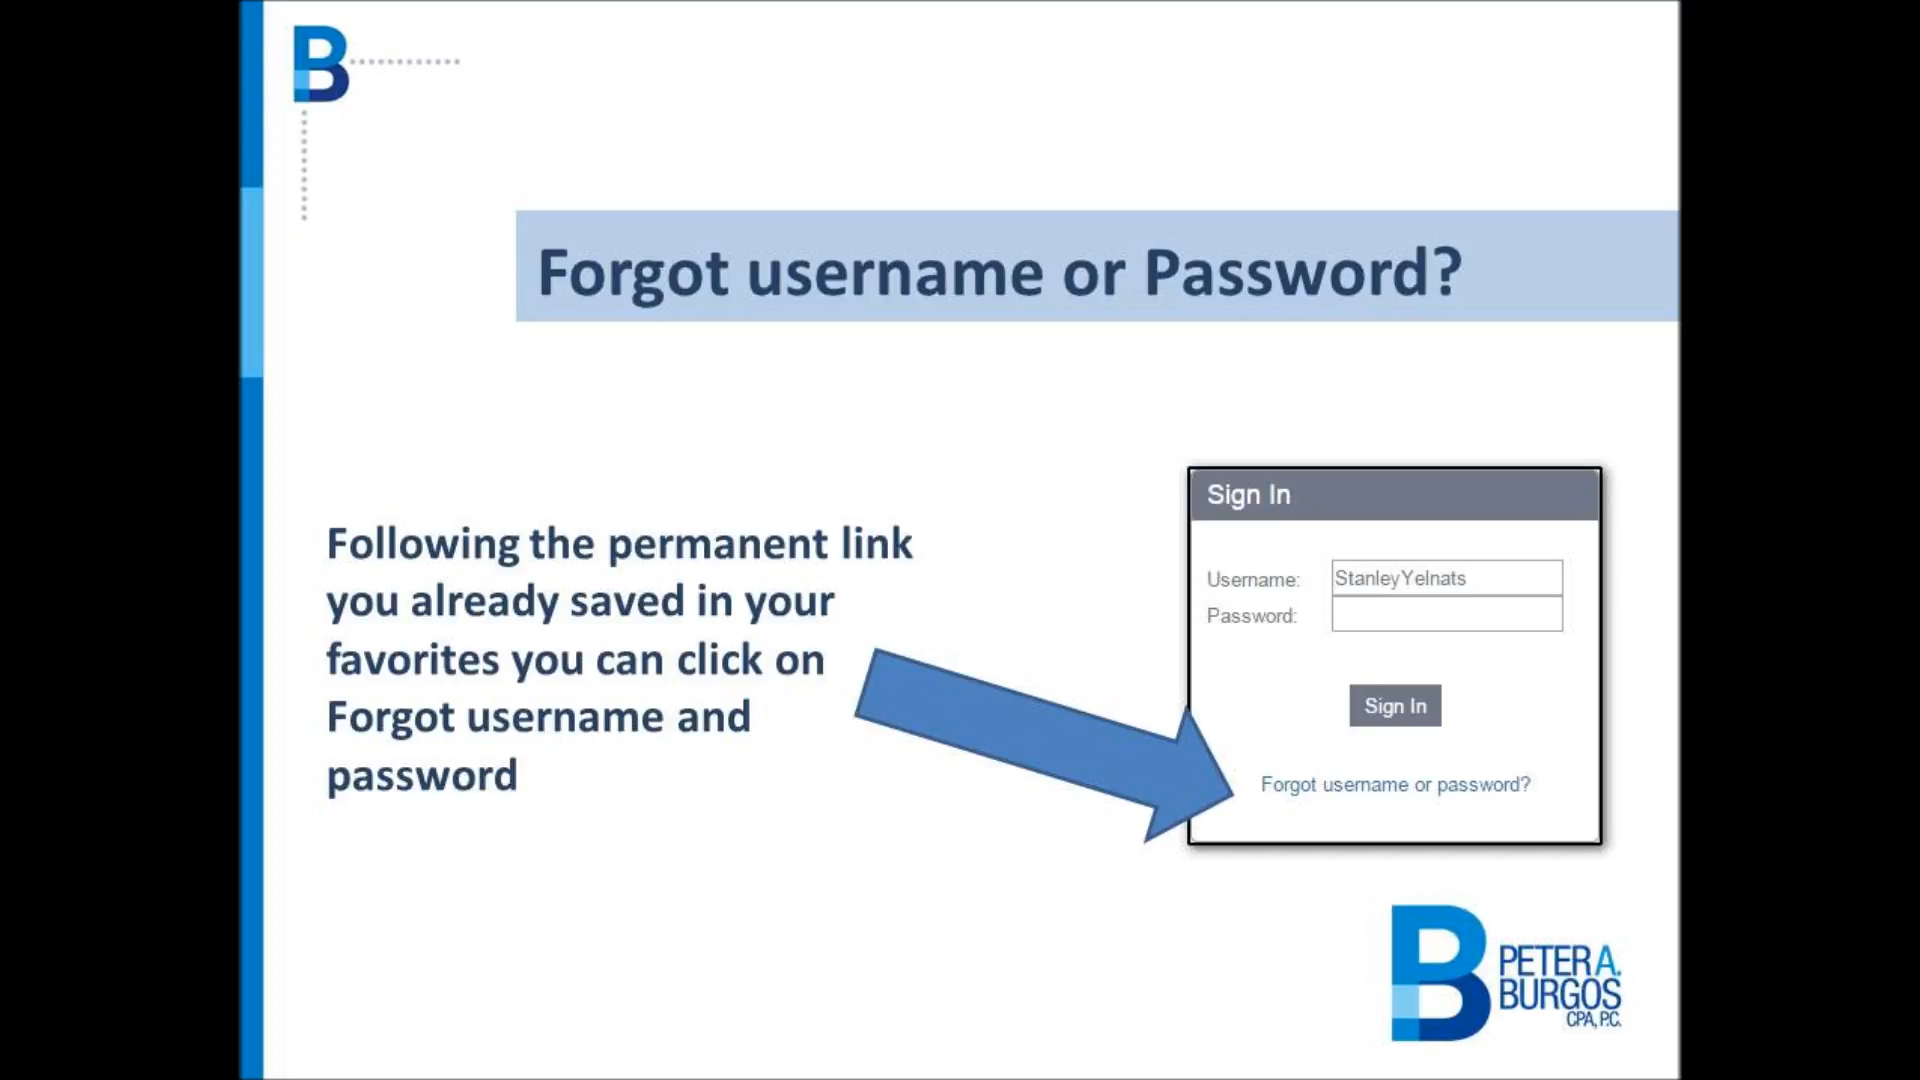 B
Forgot username or Password?
Following the permanent link
you already saved in your
favorites you can click on
Forgot username and
password
Sign In
Username: StanleyYelnats
Password:
Sign In
Forgot username or password?
B
PETER A.
BURGOS
CPA, P.C.